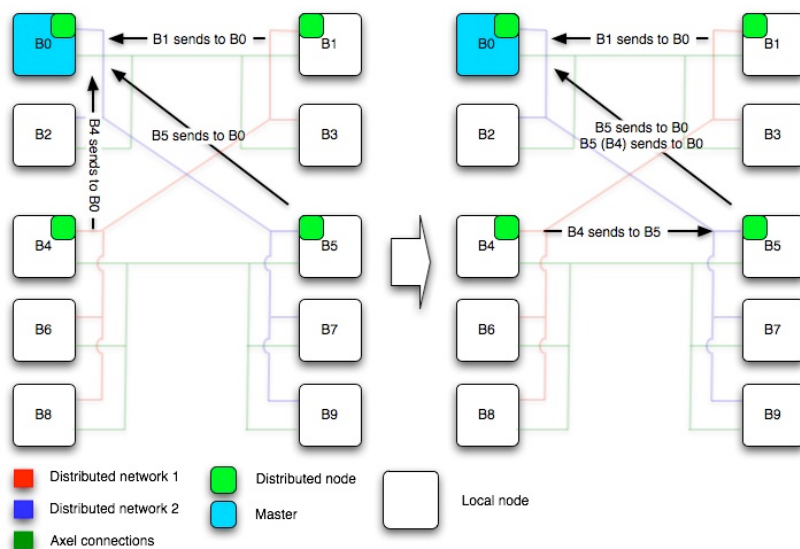 B0
B1 sends to B0
B1
B0
B1 sends to B0
B1
B2
B4 sends to B0
B5 sends to B0
B3
B2
B5 sends to B0
B5 (B4) sends to B0
B3
B4
B5
B4
B4 sends to B5
B5
B6
B7
B6
B7
B8
B9
B8
B9
Distributed network 1
Distributed node
Local node
Distributed network 2
Master
Axel connections